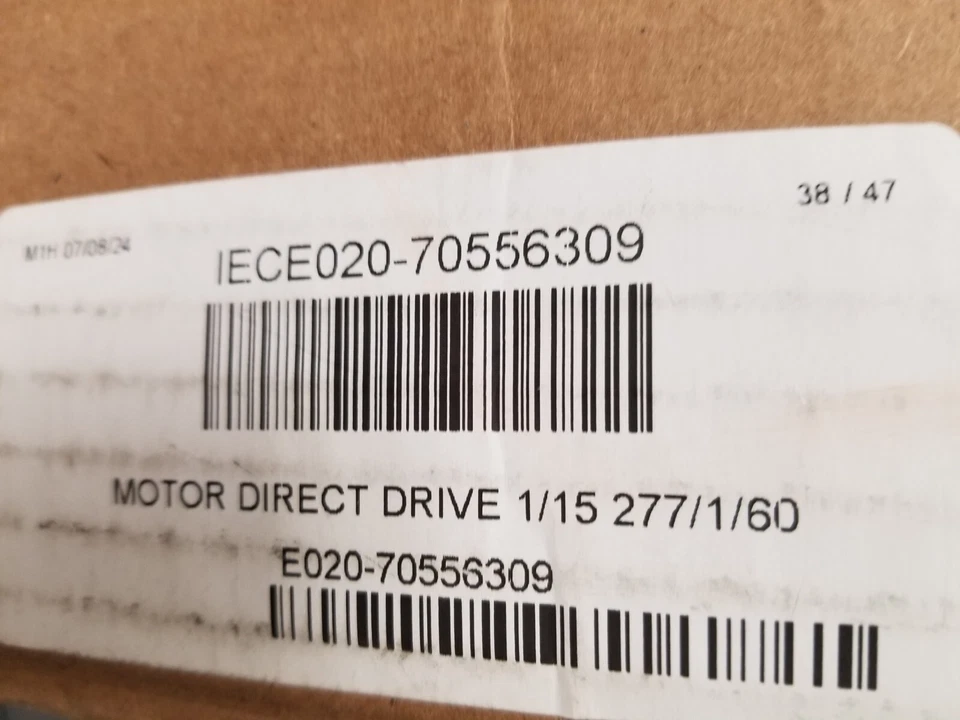 38 / 47
M1H 07/08/24
IECE020-70556309
MOTOR DIRECT DRIVE 1/15 277/1/60
E020-70556309